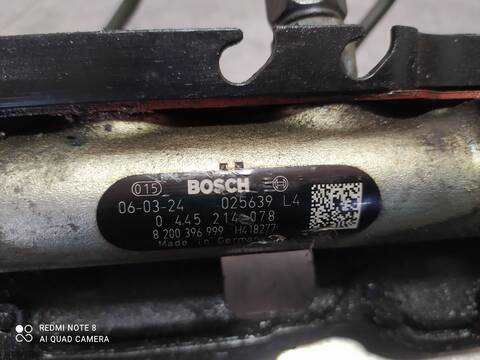 015 BOSCH
06-03-24 025639 L4
0 445 214 078
8 200 396 999 H418277
Made in Germany
REDMI NOTE 8
AI QUAD CAMERA